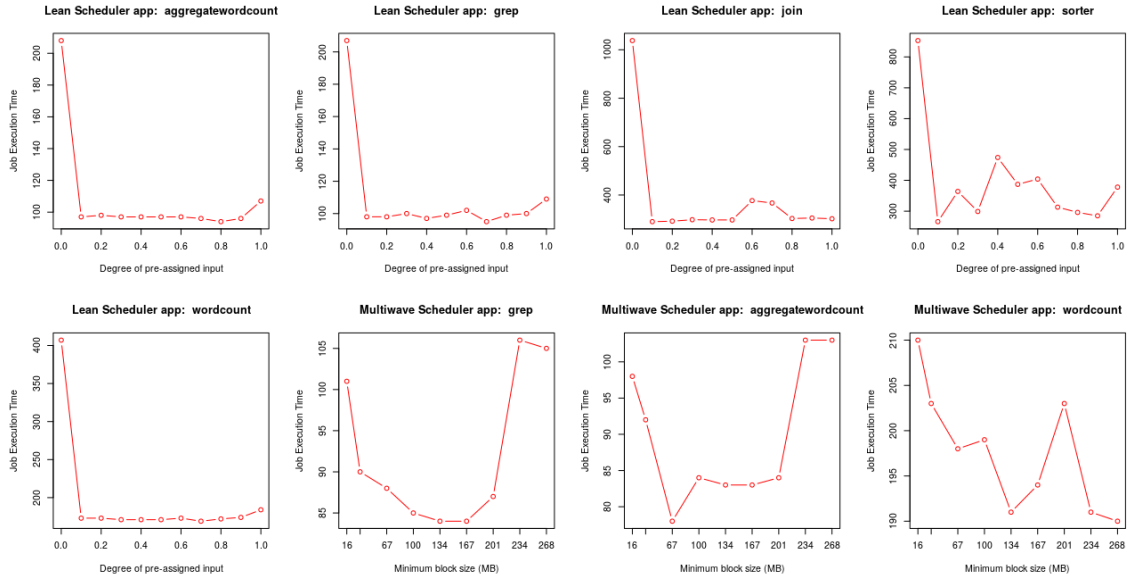 Lean Scheduler app: aggregatewordcount
Job Execution Time
100 120 140 160 180 200
0.0 0.2 0.4 0.6 0.8 1.0
Degree of pre-assigned input
Lean Scheduler app: grep
Job Execution Time
100 120 140 160 180 200
0.0 0.2 0.4 0.6 0.8 1.0
Degree of pre-assigned input
Lean Scheduler app: join
Job Execution Time
400 600 800 1000
0.0 0.2 0.4 0.6 0.8 1.0
Degree of pre-assigned input
Lean Scheduler app: sorter
Job Execution Time
300 400 500 600 700 800
0.0 0.2 0.4 0.6 0.8 1.0
Degree of pre-assigned input
Lean Scheduler app: wordcount
Job Execution Time
200 250 300 350 400
0.0 0.2 0.4 0.6 0.8 1.0
Degree of pre-assigned input
Multiwave Scheduler app: grep
Job Execution Time
85 90 95 100 105
16 67 100 134 167 201 234 268
Minimum block size (MB)
Multiwave Scheduler app: aggregatewordcount
Job Execution Time
80 85 90 95 100
16 67 100 134 167 201 234 268
Minimum block size (MB)
Multiwave Scheduler app: wordcount
Job Execution Time
190 195 200 205 210
16 67 100 134 167 201 234 268
Minimum block size (MB)